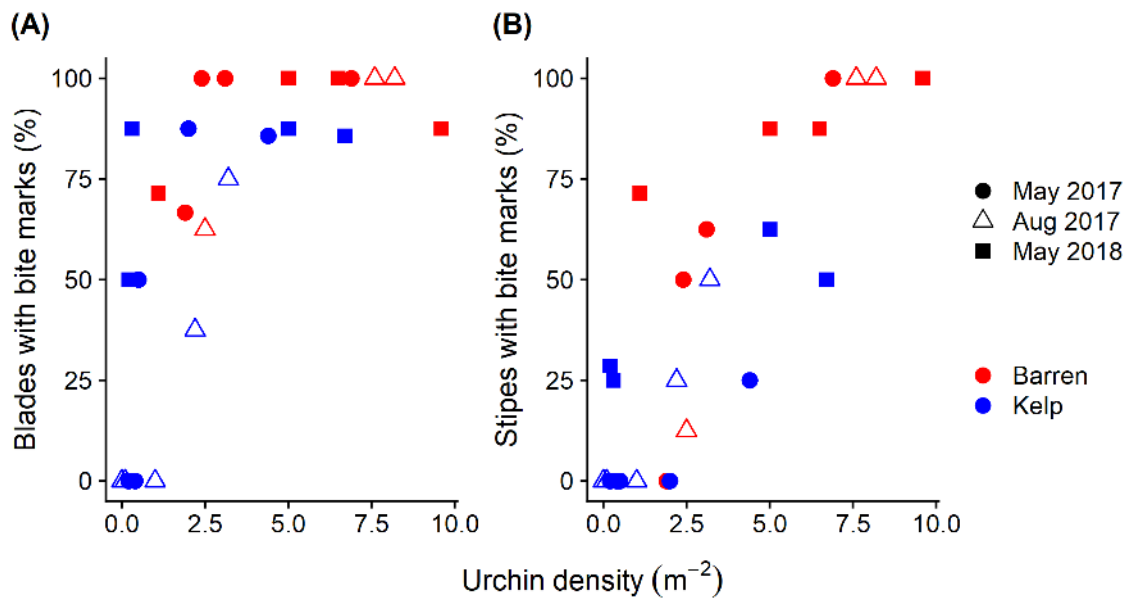 (A)
(B)
Blades with bite marks (%)
100
75
50
25
0
0.0 2.5 5.0 7.5 10.0
Stipes with bite marks (%)
100
75
50
25
0
0.0 2.5 5.0 7.5 10.0
May 2017
Aug 2017
May 2018
Barren
Kelp
Urchin density (m⁻²)